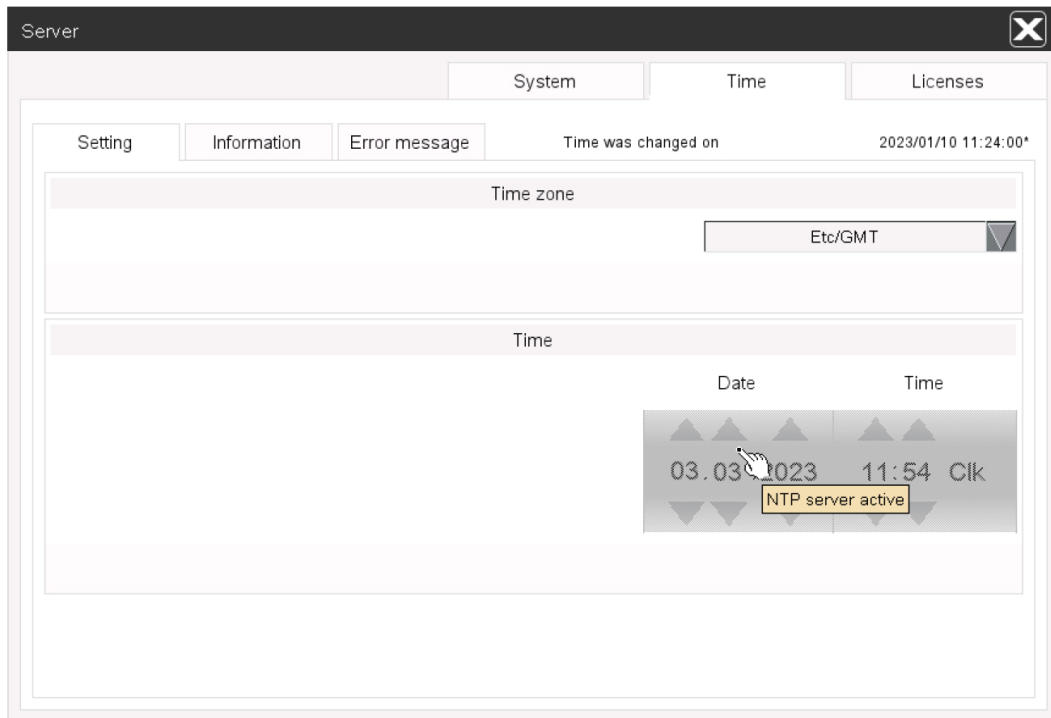 Server
System Time Licenses
Setting Information Error message Time was changed on 2023/01/10 11:24:00*
Time zone
Etc/GMT
Time
Date Time
03.03 2023 11:54 Clk
NTP server active